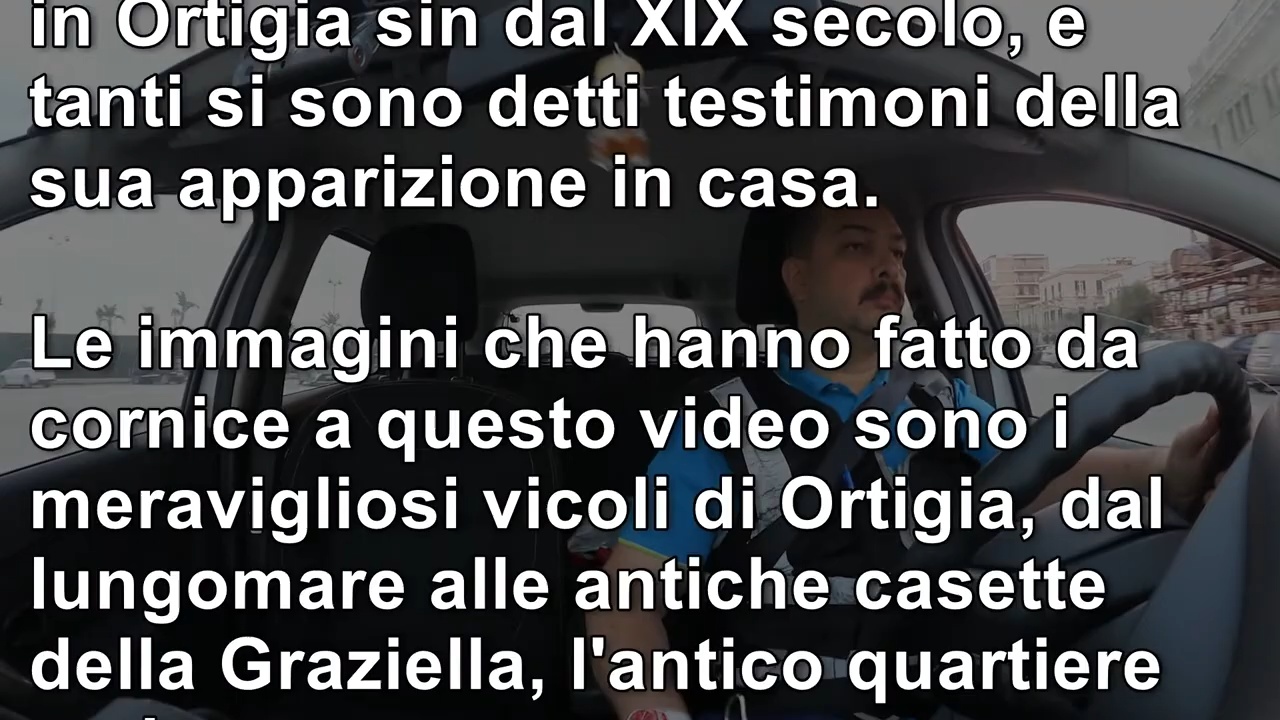 in Ortigia sin dal XIX secolo, e
tanti si sono detti testimoni della
sua apparizione in casa.
Le immagini che hanno fatto da
cornice a questo video sono i
meravigliosi vicoli di Ortigia, dal
lungomare alle antiche casette
della Graziella, l'antico quartiere